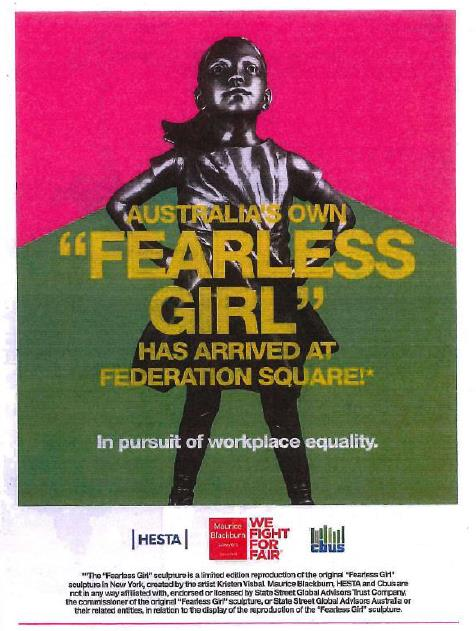 AUSTRALIA'S OWN
“FEARLESS
GIRL”
HAS ARRIVED AT
FEDERATION SQUARE!*
In pursuit of workplace equality.
HESTA
Maurice
Blackburn
Lawyers
WE
FIGHT
FOR
FAIR
cbus
*"The "Fearless Girl" sculpture is a limited edition reproduction of the original "Fearless Girl"
sculpture in New York, created by the artist Kristen Visbal. Maurice Blackburn, HESTA and Cbus are
not in any way affiliated with, endorsed or licensed by State Street Global Advisors Trust Company,
the commissioner of the original "Fearless Girl" sculpture, or State Street Global Advisors Australia or
their related entities, in relation to the display of the reproduction of the "Fearless Girl" sculpture.